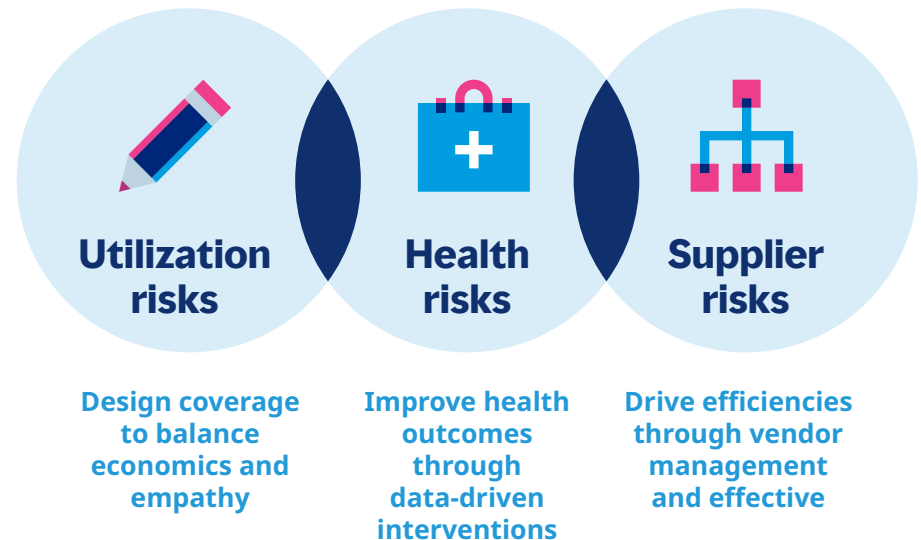 Utilization
risks
Health
risks
Supplier
risks
Design coverage
to balance
economics and
empathy
Improve health
outcomes
through
data-driven
interventions
Drive efficiencies
through vendor
management
and effective